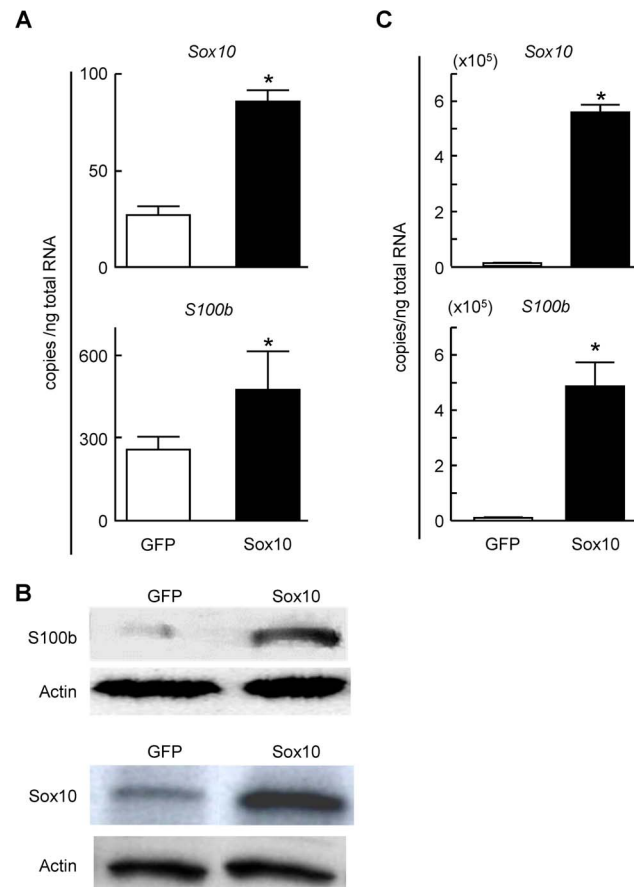 A
Sox10
100
*
50
0
copies /ng total RNA
S100b
600
*
300
0
GFP Sox10
C
Sox10
(x10⁵)
*
6
4
2
0
copies/ng total RNA
S100b
(x10⁵)
*
6
4
2
0
GFP Sox10
B
GFP Sox10
S100b
Actin
GFP Sox10
Sox10
Actin